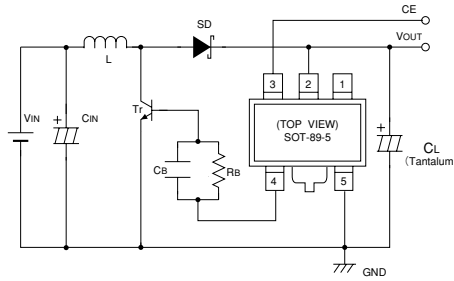 CE
SD
VOUT
L
3
2
1
+
Tr
+
VIN
CIN
(TOP VIEW)
SOT-89-5
CL
(Tantalum
CB
RB
4
5
GND